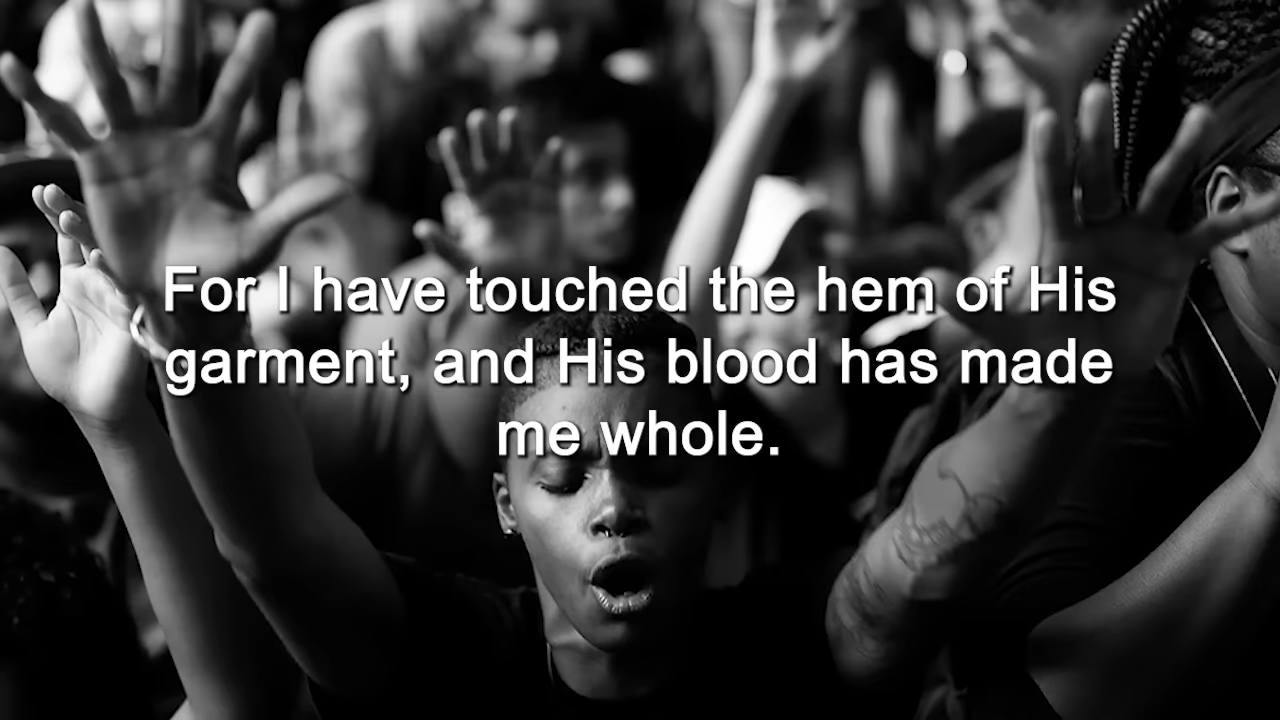 For I have touched the hem of His
garment, and His blood has made
me whole.